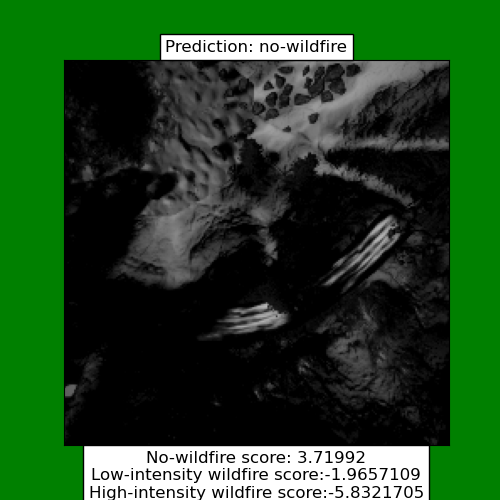 Prediction: no-wildfire
No-wildfire score: 3.71992
Low-intensity wildfire score:-1.9657109
High-intensity wildfire score:-5.8321705